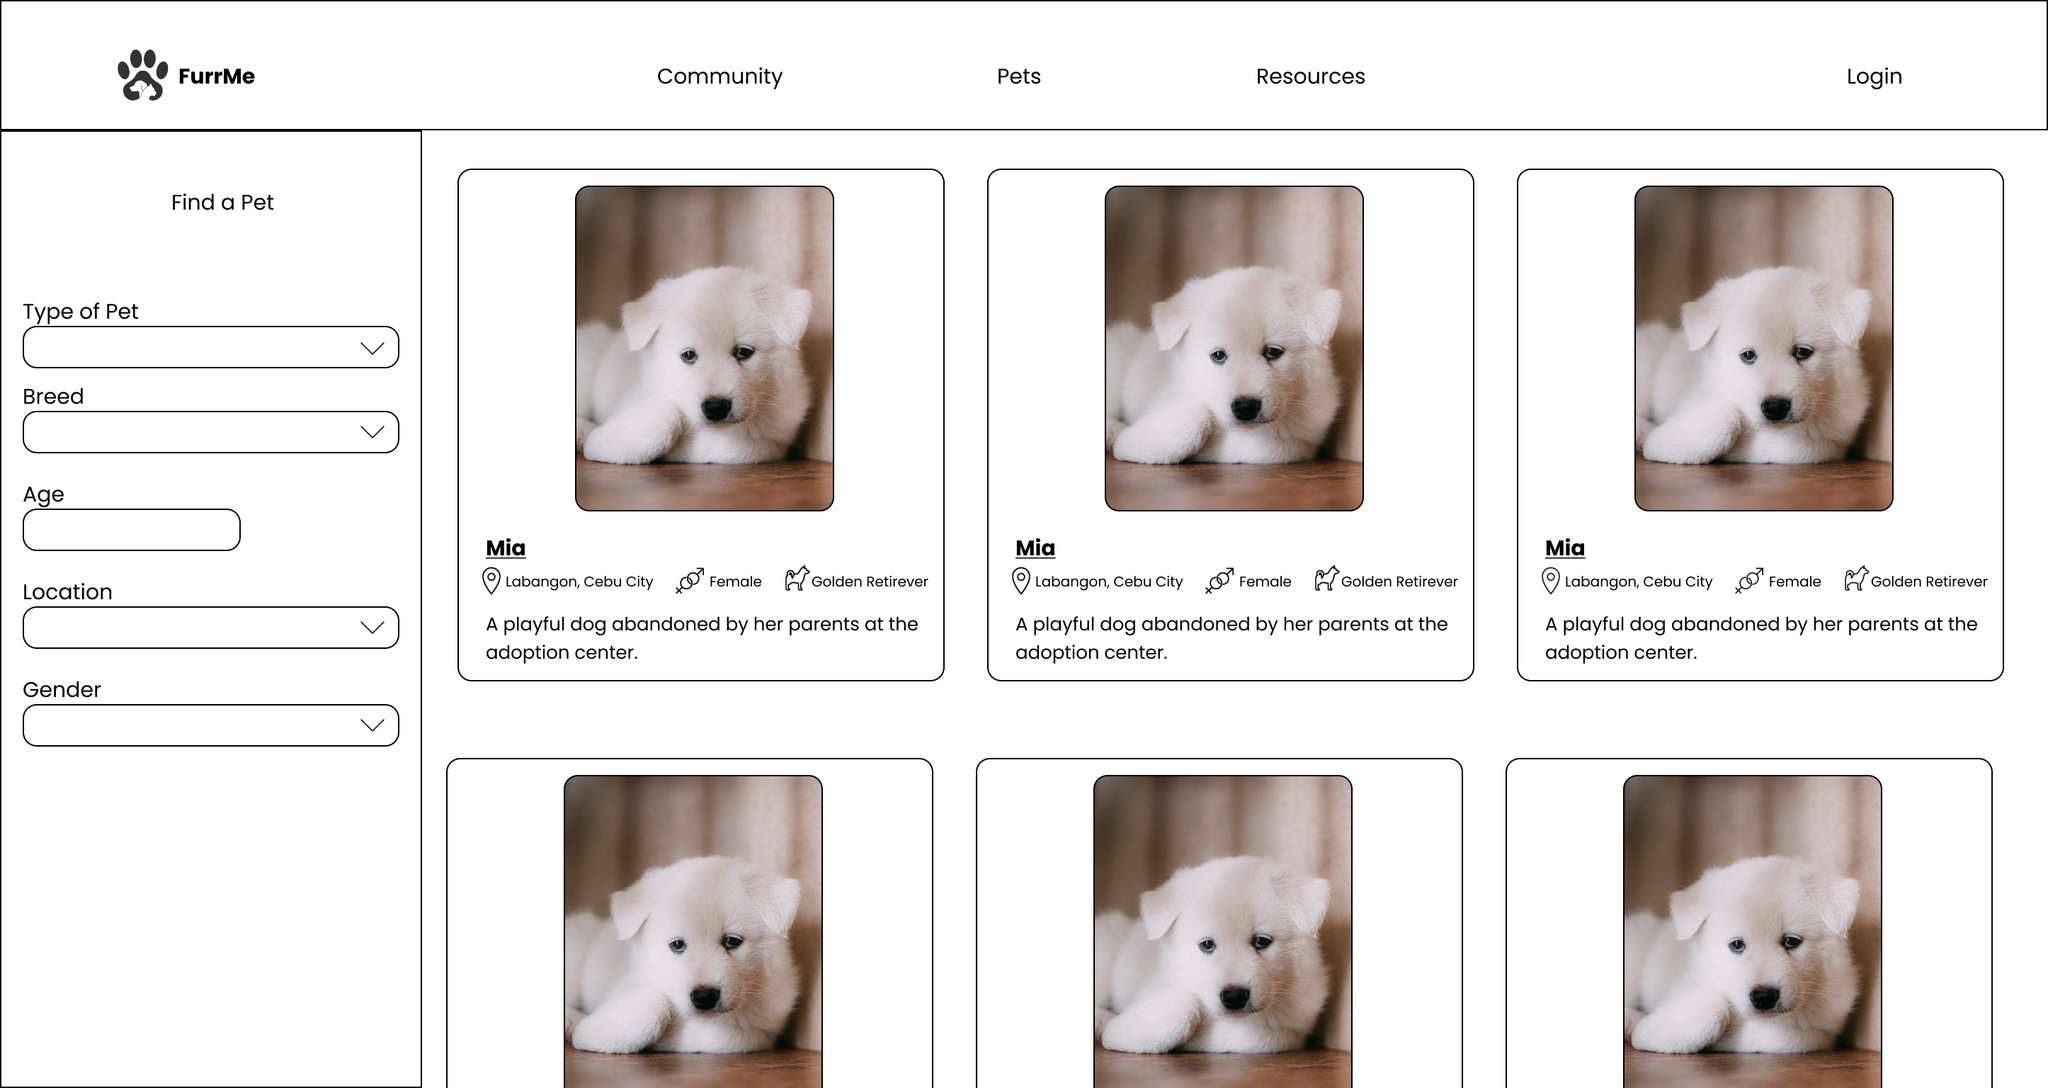 FurrMe
Community
Pets
Resources
Login
Find a Pet
Type of Pet
Breed
Age
Location
Gender
Mia
Labangon, Cebu City
Female
Golden Retirever
A playful dog abandoned by her parents at the
adoption center.
Mia
Labangon, Cebu City
Female
Golden Retirever
A playful dog abandoned by her parents at the
adoption center.
Mia
Labangon, Cebu City
Female
Golden Retirever
A playful dog abandoned by her parents at the
adoption center.